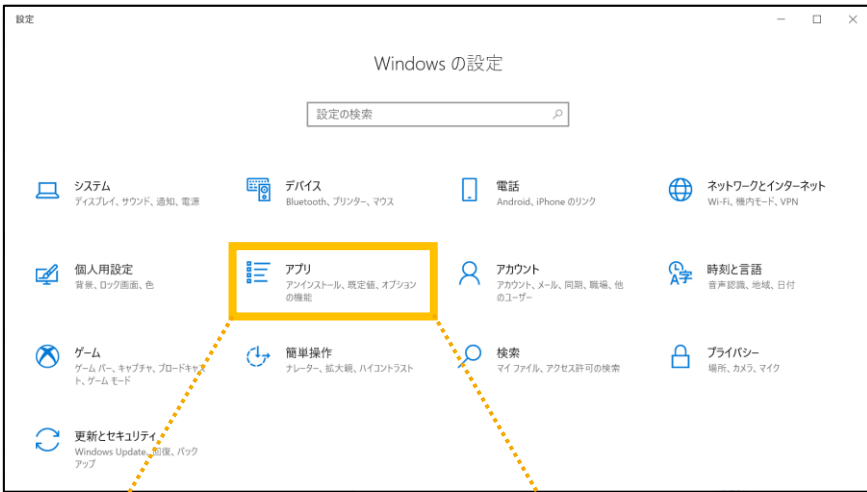 設定
Windows の設定
設定の検索
システム
ディスプレイ、サウンド、通知、電源
デバイス
Bluetooth、プリンター、マウス
電話
Android、iPhone のリンク
ネットワークとインターネット
Wi-Fi、機内モード、VPN
個人用設定
背景、ロック画面、色
アプリ
アンインストール、既定値、オプション
の機能
アカウント
アカウント、メール、同期、職場、他
のユーザー
時刻と言語
音声認識、地域、日付
ゲーム
ゲーム バー、キャプチャ、ブロードキャス
ト、ゲーム モード
簡単操作
ナレーター、拡大鏡、ハイコントラスト
検索
マイ ファイル、アクセス許可の検索
プライバシー
場所、カメラ、マイク
更新とセキュリティ
Windows Update、回復、バック
アップ